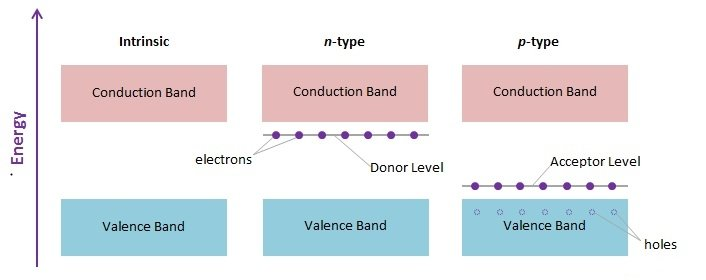 Intrinsic
n-type
p-type
Conduction Band
Conduction Band
Conduction Band
Energy
electrons
Donor Level
Acceptor Level
Valence Band
Valence Band
Valence Band
holes